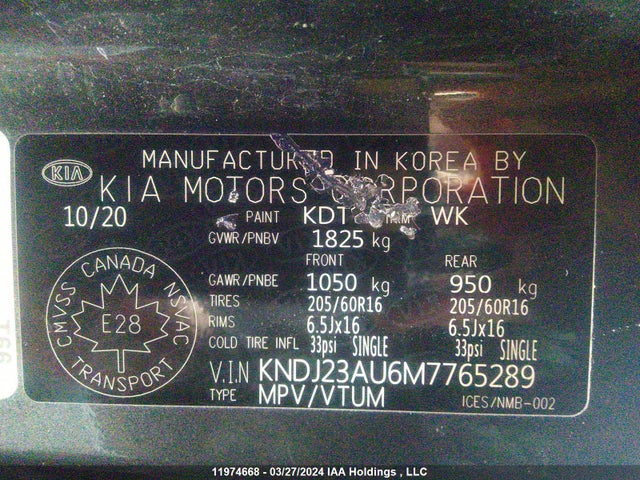 KIA
MANUFACTURED IN KOREA BY
KIA MOTORS CORPORATION
10/20 PAINT KDT TRIM WK
GVWR/PNBV 1825 kg
FRONT REAR
GAWR/PNBE 1050 kg 950 kg
TIRES 205/60R16 205/60R16
RIMS 6.5Jx16 6.5Jx16
COLD TIRE INFL 33psi SINGLE 33psi SINGLE
V.I.N KNDJ23AU6M7765289
TYPE MPV/VTUM ICES/NMB-002
CANADA
CMVSS NSVAC
E28
TRANSPORT
11974668 - 03/27/2024 IAA Holdings , LLC